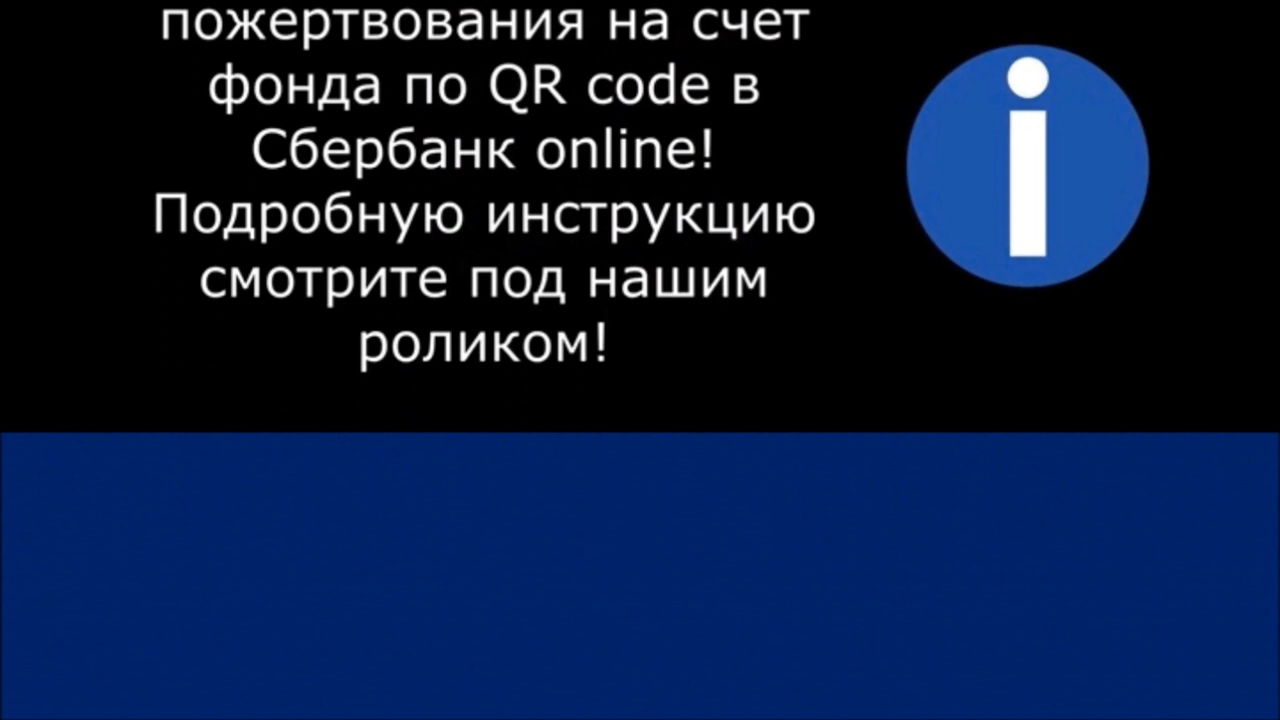 пожертвования на счет
фонда по QR code в
Сбербанк online!
Подробную инструкцию
смотрите под нашим
роликом!